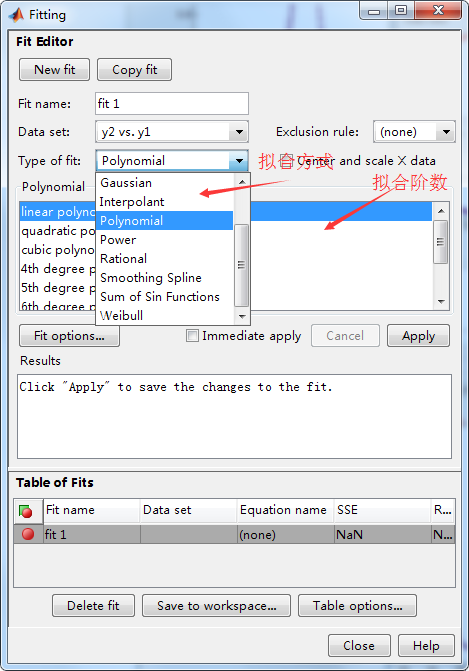 Fitting
Fit Editor
New fit Copy fit
Fit name: fit 1
Data set: y2 vs. y1 Exclusion rule: (none)
Type of fit: Polynomial 拟合方式 Center and scale X data
Polynomial 拟合阶数
Gaussian
Interpolant
linear polyno Polynomial
quadratic po Power
cubic polyno Rational
4th degree p Smoothing Spline
5th degree p Sum of Sin Functions
6th degree p Weibull
Fit options... Immediate apply Cancel Apply
Results
Click "Apply" to save the changes to the fit.
Table of Fits
Fit name Data set Equation name SSE R...
fit 1 (none) NaN N...
Delete fit Save to workspace... Table options...
Close Help